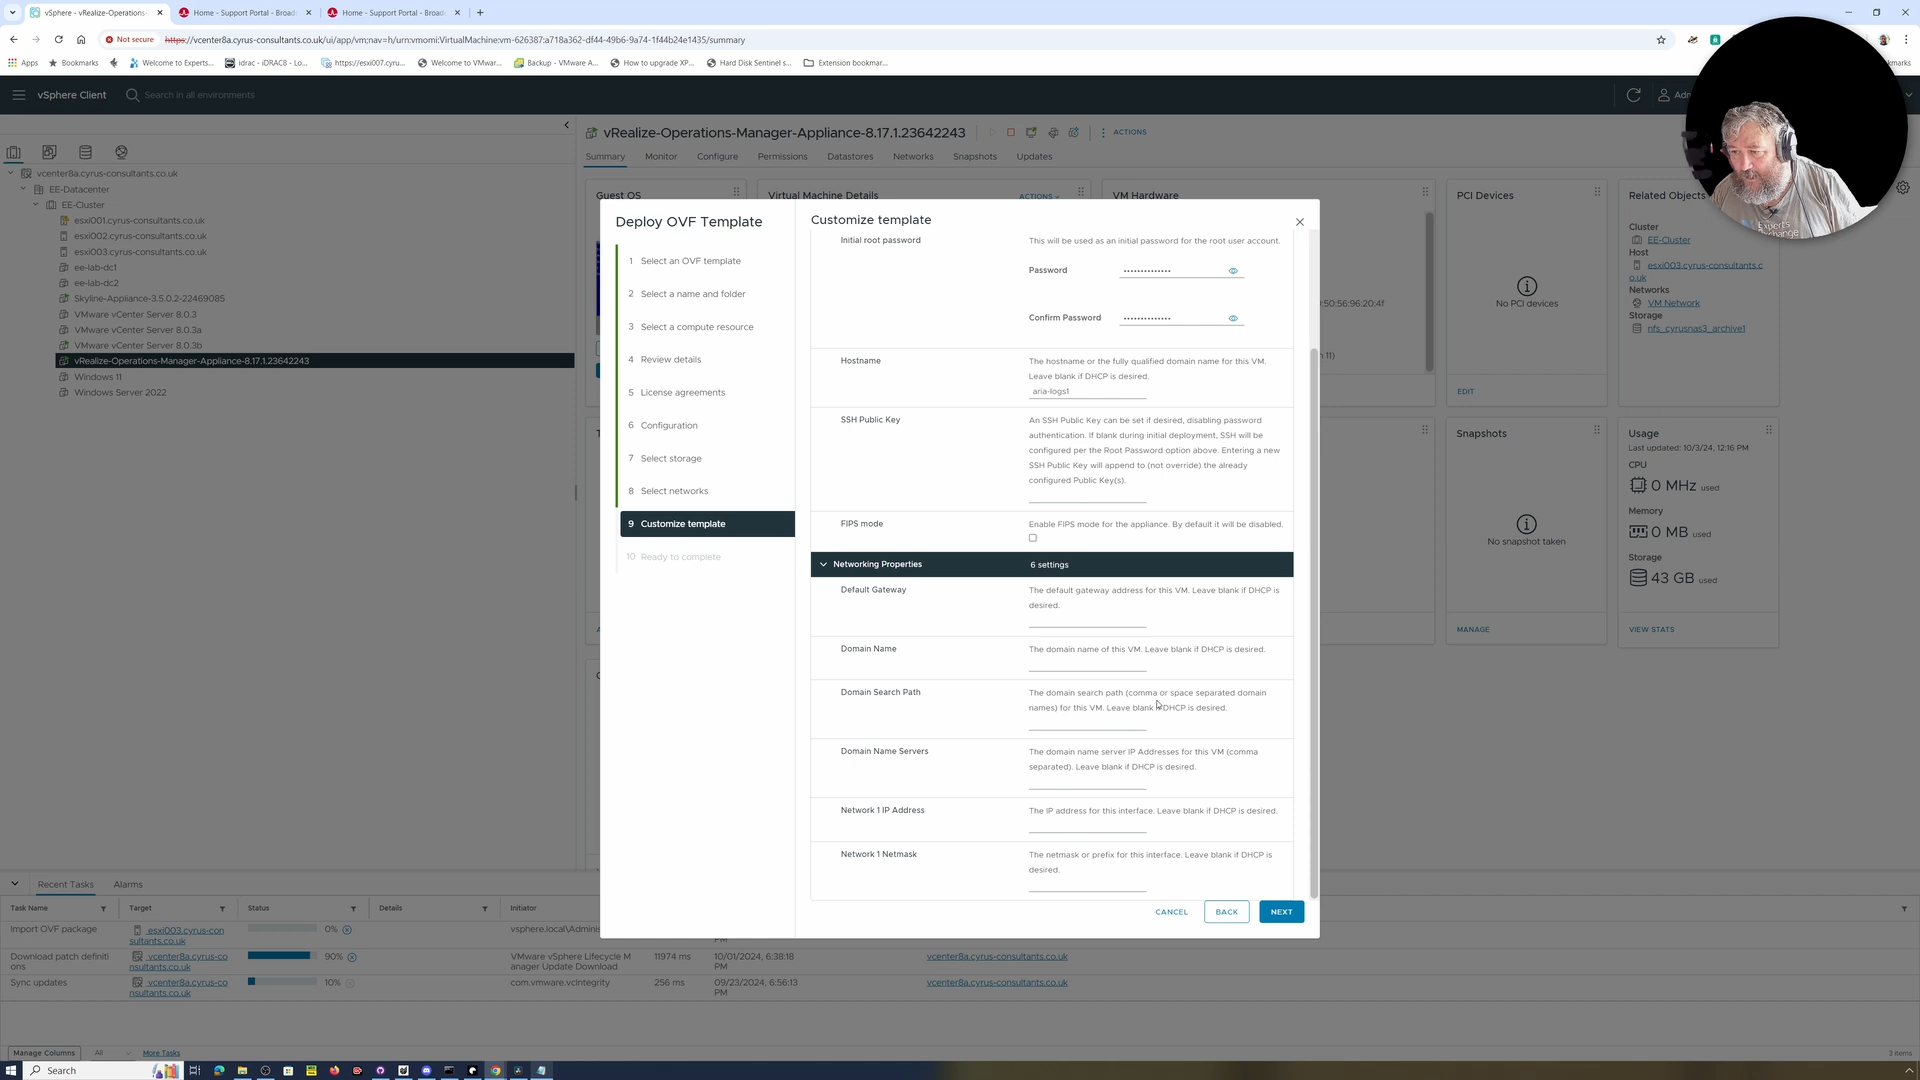 vSphere - vRealize-Operations-
Home - Support Portal - Broad
Home - Support Portal - Broad
Not secure
https://vcenter8a.cyrus-consultants.co.uk/ui/app/vm;nav=h/urn:vmomi:VirtualMachine:vm-626387:a718a362-df44-49b6-9a74-1f44b24e1435/summary
Apps
Bookmarks
Welcome to Experts...
idrac - iDRAC8 - Lo...
https://esxi007.cyru...
Welcome to VMwar...
Backup - VMware A...
How to upgrade XP...
Hard Disk Sentinel s...
Extension bookmar...
vSphere Client
Search in all environments
vcenter8a.cyrus-consultants.co.uk
EE-Datacenter
EE-Cluster
esxi001.cyrus-consultants.co.uk
esxi002.cyrus-consultants.co.uk
esxi003.cyrus-consultants.co.uk
ee-lab-dc1
ee-lab-dc2
Skyline-Appliance-3.5.0.2-22469085
VMware vCenter Server 8.0.3
VMware vCenter Server 8.0.3a
VMware vCenter Server 8.0.3b
vRealize-Operations-Manager-Appliance-8.17.1.23642243
Windows 11
Windows Server 2022
vRealize-Operations-Manager-Appliance-8.17.1.23642243
ACTIONS
Summary
Monitor
Configure
Permissions
Datastores
Networks
Snapshots
Updates
Guest OS
Virtual Machine Details
ACTIONS
VM Hardware
PCI Devices
Related Objects
Deploy OVF Template
1 Select an OVF template
2 Select a name and folder
3 Select a compute resource
4 Review details
5 License agreements
6 Configuration
7 Select storage
8 Select networks
9 Customize template
10 Ready to complete
Customize template
Initial root password
This will be used as an initial password for the root user account.
Password
Confirm Password
Hostname
The hostname or the fully qualified domain name for this VM.
Leave blank if DHCP is desired.
aria-logs1
SSH Public Key
An SSH Public Key can be set if desired, disabling password
authentication. If blank during initial deployment, SSH will be
configured per the Root Password option above. Entering a new
SSH Public Key will append to (not override) the already
configured Public Key(s).
FIPS mode
Enable FIPS mode for the appliance. By default it will be disabled.
Networking Properties
6 settings
Default Gateway
The default gateway address for this VM. Leave blank if DHCP is
desired.
Domain Name
The domain name of this VM. Leave blank if DHCP is desired.
Domain Search Path
The domain search path (comma or space separated domain
names) for this VM. Leave blank DHCP is desired.
Domain Name Servers
The domain name server IP Addresses for this VM (comma
separated). Leave blank if DHCP is desired.
Network 1 IP Address
The IP address for this interface. Leave blank if DHCP is desired.
Network 1 Netmask
The netmask or prefix for this interface. Leave blank if DHCP is
desired.
CANCEL
BACK
NEXT
0:50:56:96:20:4f
EDIT
No PCI devices
Cluster
EE-Cluster
Host
esxi003.cyrus-consultants.c
o.uk
Networks
VM Network
Storage
nfs_cyrusnas3_archive1
Snapshots
No snapshot taken
MANAGE
Usage
Last updated: 10/3/24, 12:16 PM
CPU
0 MHz used
Memory
0 MB used
Storage
43 GB used
VIEW STATS
Experts
Exchange
Recent Tasks
Alarms
Task Name
Target
Status
Details
Initiator
Import OVF package
esxi003.cyrus-con
sultants.co.uk
0%
vsphere.local\Adminis
PM
Download patch definiti
ons
vcenter8a.cyrus-co
nsultants.co.uk
90%
VMware vSphere Lifecycle M
anager Update Download
11974 ms
10/01/2024, 6:38:18
PM
vcenter8a.cyrus-consultants.co.uk
Sync updates
vcenter8a.cyrus-co
nsultants.co.uk
10%
com.vmware.vcIntegrity
256 ms
09/23/2024, 6:56:13
PM
vcenter8a.cyrus-consultants.co.uk
Manage Columns
All
More Tasks
3 items
Search